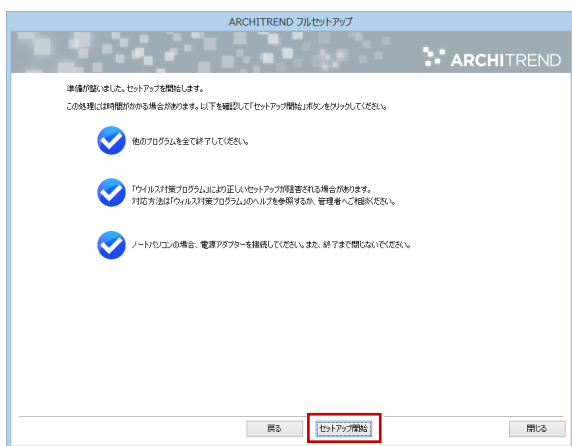 ARCHITREND フルセットアップ
ARCHITREND
準備が整いました。セットアップを開始します。
この処理には時間がかかる場合があります。以下を確認して「セットアップ開始」ボタンをクリックしてください。
他のプログラムを全て終了してください。
「ウイルス対策プログラム」により正しいセットアップが阻害される場合があります。
対応方法は「ウィルス対策プログラム」のヘルプを参照するか、管理者へご相談ください。
ノートパソコンの場合、電源アダプターを接続してください。また、終了まで閉じないでください。
戻る
セットアップ開始
閉じる